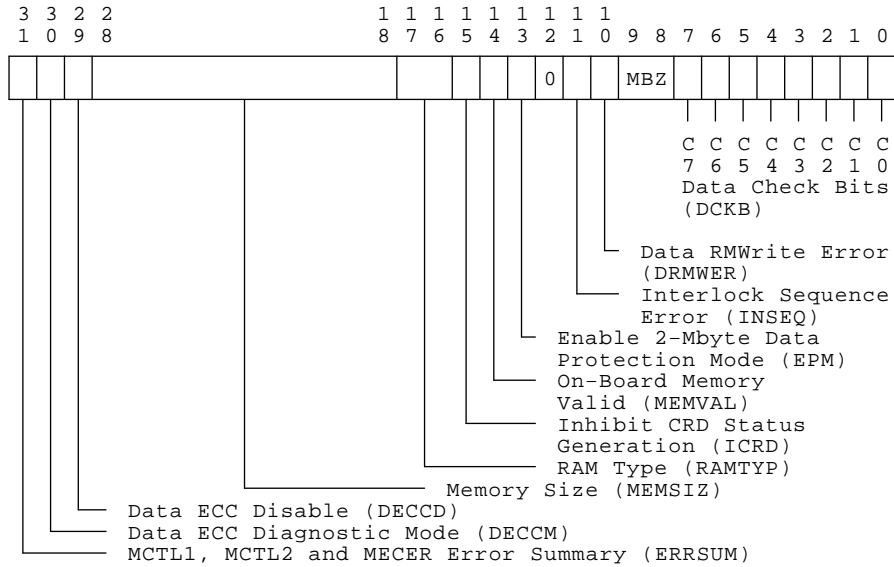 3 3 2 2 1 1 1 1 1 1 1 1 1
1 0 9 8 8 7 6 5 4 3 2 1 0 9 8 7 6 5 4 3 2 1 0
0 MBZ
C C C C C C C C
7 6 5 4 3 2 1 0
Data Check Bits
(DCKB)
Data RMWrite Error
(DRMWER)
Interlock Sequence
Error (INSEQ)
Enable 2-Mbyte Data
Protection Mode (EPM)
On-Board Memory
Valid (MEMVAL)
Inhibit CRD Status
Generation (ICRD)
RAM Type (RAMTYP)
Memory Size (MEMSIZ)
Data ECC Disable (DECCD)
Data ECC Diagnostic Mode (DECCM)
MCTL1, MCTL2 and MECER Error Summary (ERRSUM)